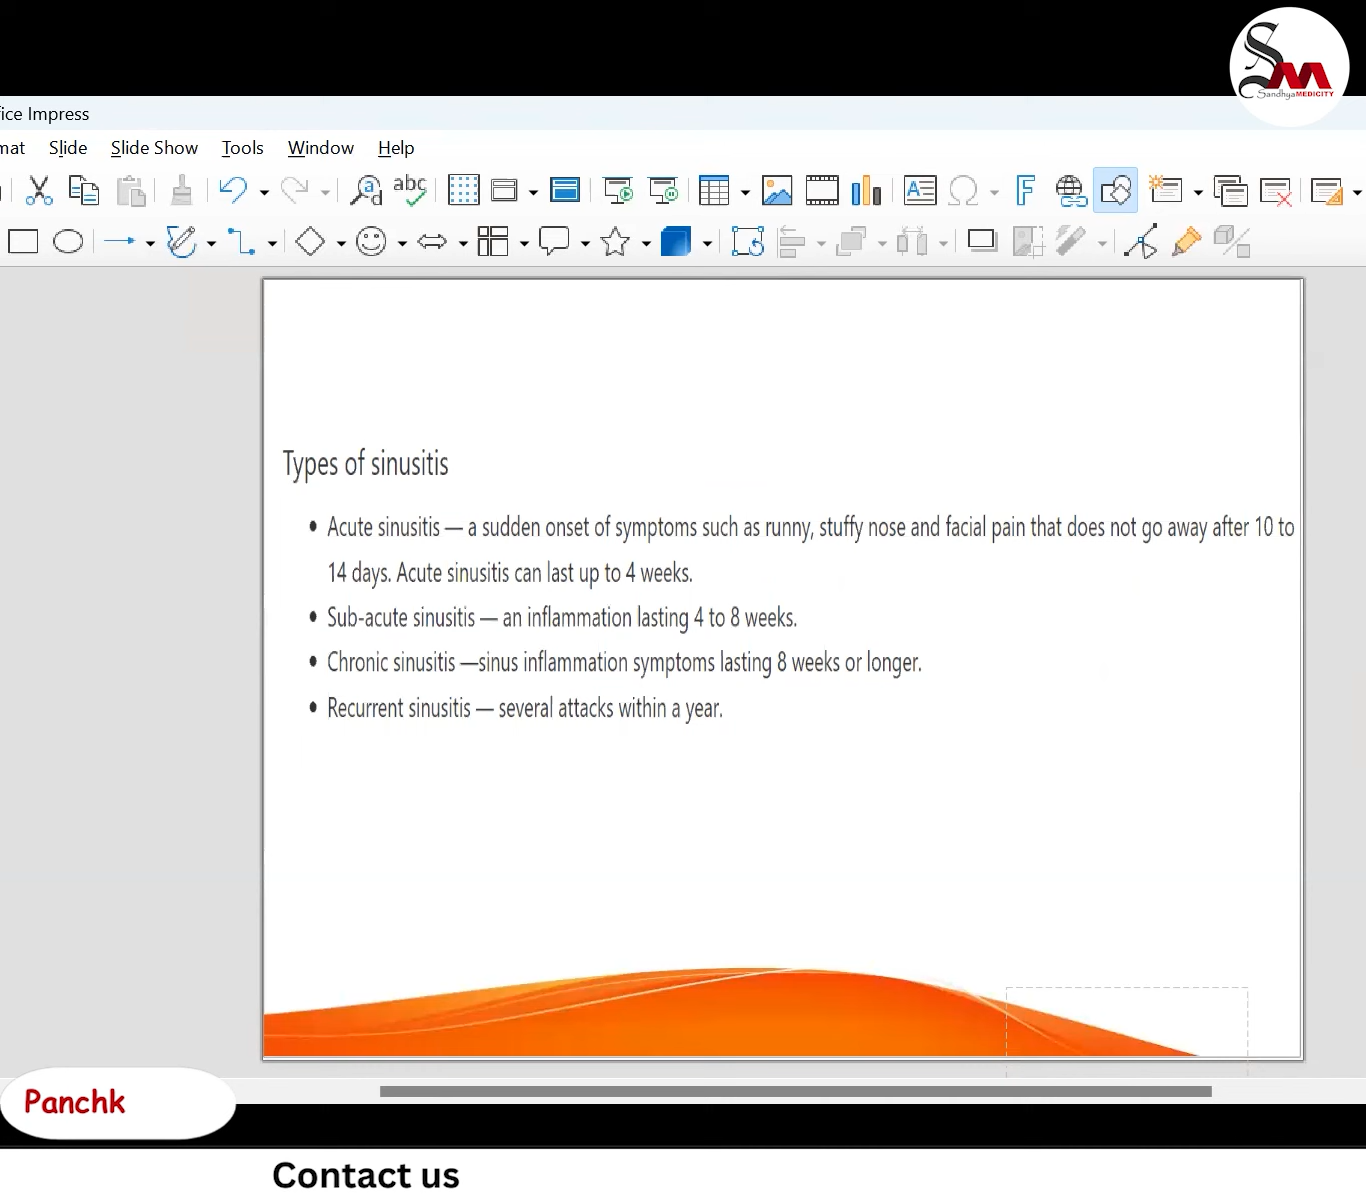 SM
Sandhya MEDICITY
ice Impress
mat Slide Slide Show Tools Window Help
abc
Types of sinusitis
• Acute sinusitis — a sudden onset of symptoms such as runny, stuffy nose and facial pain that does not go away after 10 to
14 days. Acute sinusitis can last up to 4 weeks.
• Sub-acute sinusitis — an inflammation lasting 4 to 8 weeks.
• Chronic sinusitis —sinus inflammation symptoms lasting 8 weeks or longer.
• Recurrent sinusitis — several attacks within a year.
Panchk
Contact us